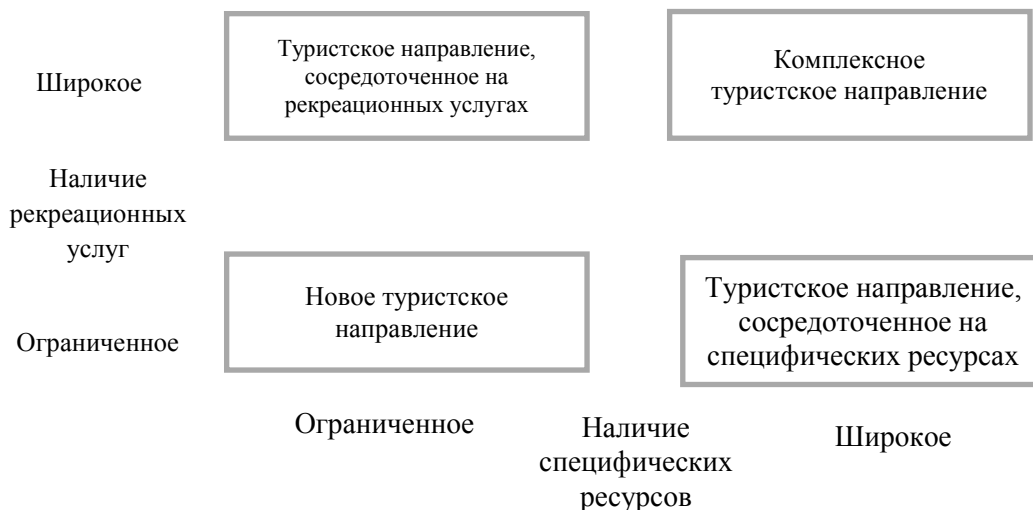 Широкое
Туристское направление,
сосредоточенное на
рекреационных услугах
Комплексное
туристское направление
Наличие
рекреационных
услуг
Ограниченное
Новое туристское
направление
Туристское направление,
сосредоточенное на
специфических ресурсах
Ограниченное
Наличие
специфических
ресурсов
Широкое